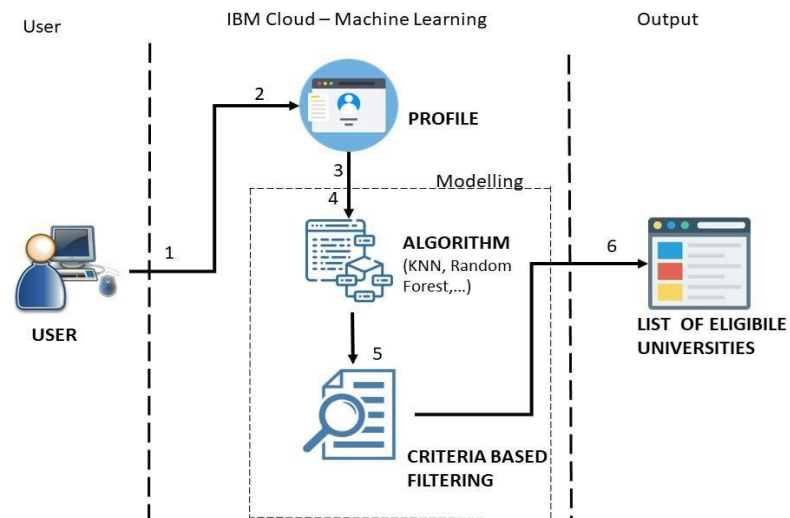 User
IBM Cloud – Machine Learning
Output
2
PROFILE
3
Modelling
4
ALGORITHM
(KNN, Random
Forest,...)
1
6
USER
LIST OF ELIGIBILE
UNIVERSITIES
5
CRITERIA BASED
FILTERING